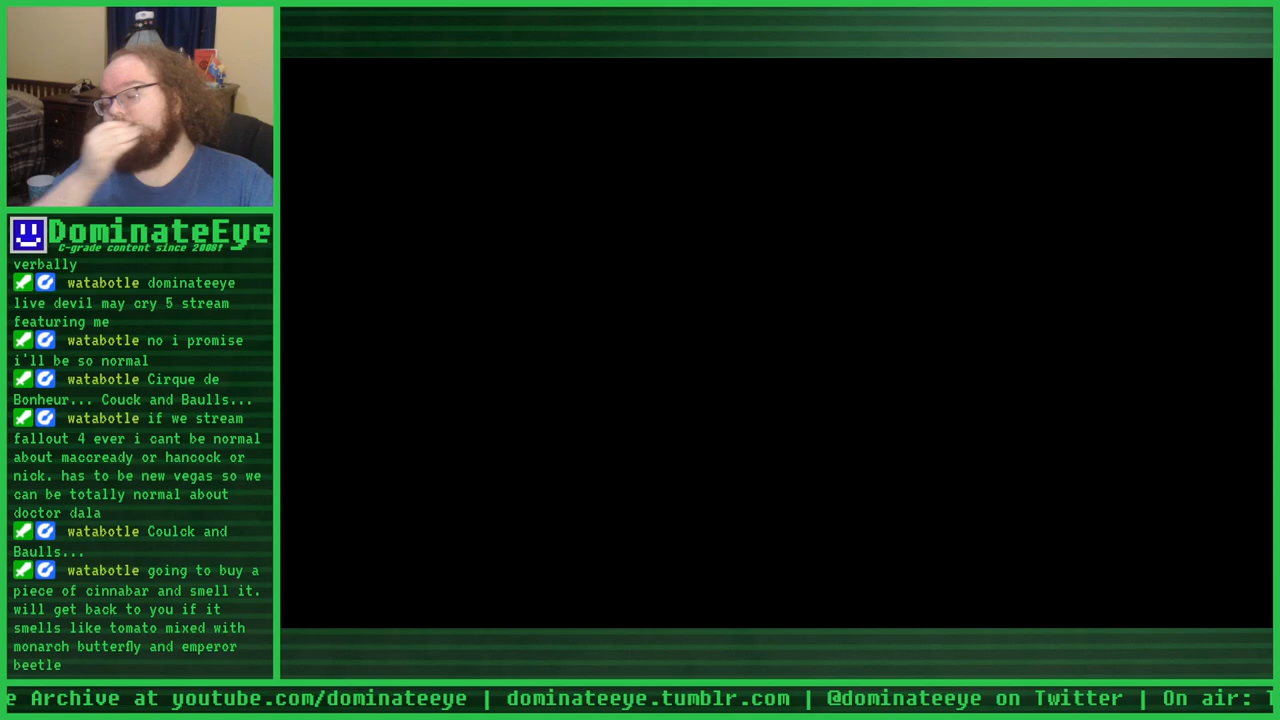 DominateEye
C-grade content since 2008!
verbally
watabotle dominateeye
live devil may cry 5 stream
featuring me
watabotle no i promise
i'll be so normal
watabotle Cirque de
Bonheur... Couck and Baulls...
watabotle if we stream
fallout 4 ever i cant be normal
about maccready or hancock or
nick. has to be new vegas so we
can be totally normal about
doctor dala
watabotle Coulck and
Baulls...
watabotle going to buy a
piece of cinnabar and smell it.
will get back to you if it
smells like tomato mixed with
monarch butterfly and emperor
beetle
e Archive at youtube.com/dominateeye | dominateeye.tumblr.com | @dominateeye on Twitter | On air: T